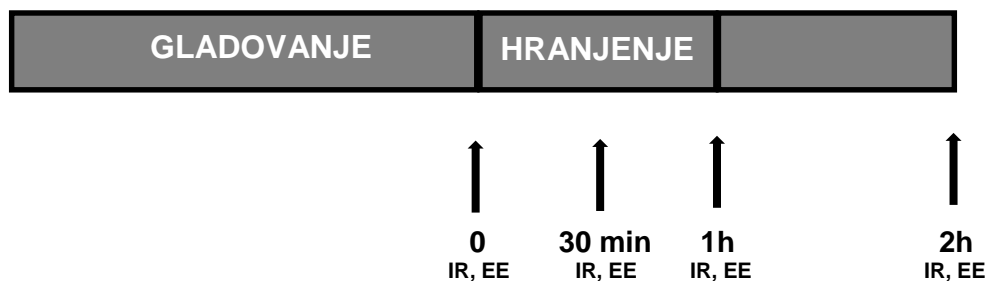 GLADOVANJE HRANJENJE
0 30 min 1h 2h
IR, EE IR, EE IR, EE IR, EE